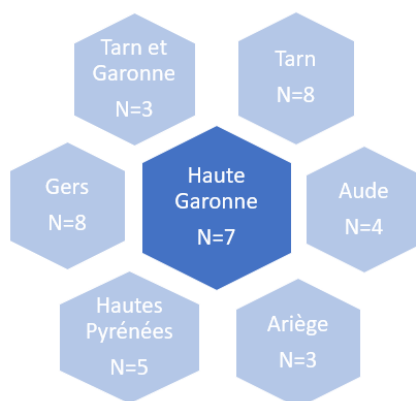 Tarn et
Garonne
N=3
Tarn
N=8
Gers
N=8
Haute
Garonne
N=7
Aude
N=4
Hautes
Pyrénées
N=5
Ariège
N=3